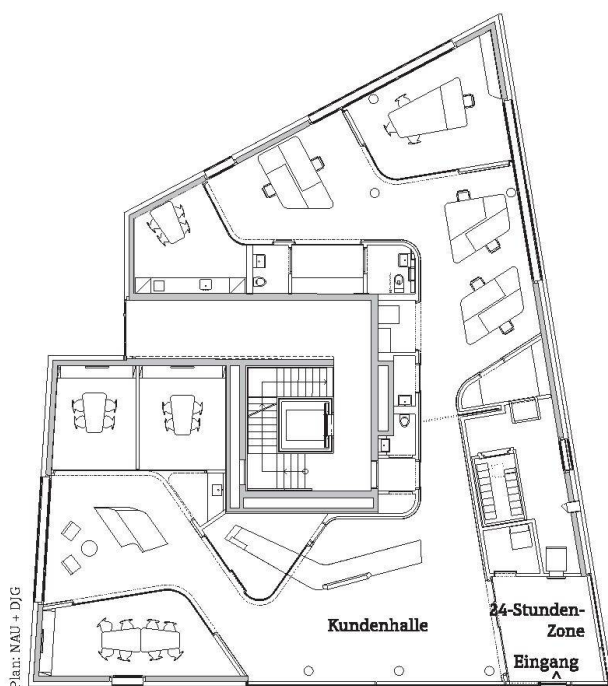 Kundenhalle
24-Stunden-
Zone
Eingang
Plan: NAU + DJG